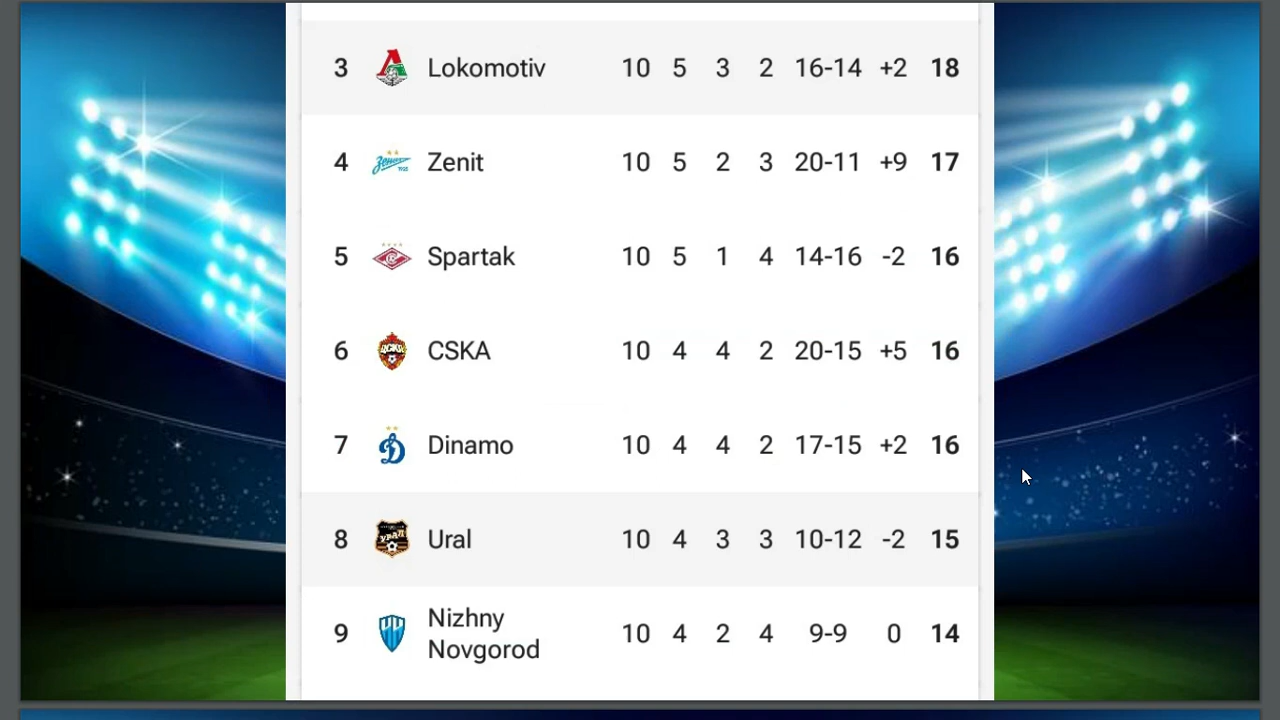 3 Lokomotiv 10 5 3 2 16-14 +2 18
4 Zenit 10 5 2 3 20-11 +9 17
5 Spartak 10 5 1 4 14-16 -2 16
6 CSKA 10 4 4 2 20-15 +5 16
7 Dinamo 10 4 4 2 17-15 +2 16
8 Ural 10 4 3 3 10-12 -2 15
9 Nizhny
Novgorod 10 4 2 4 9-9 0 14